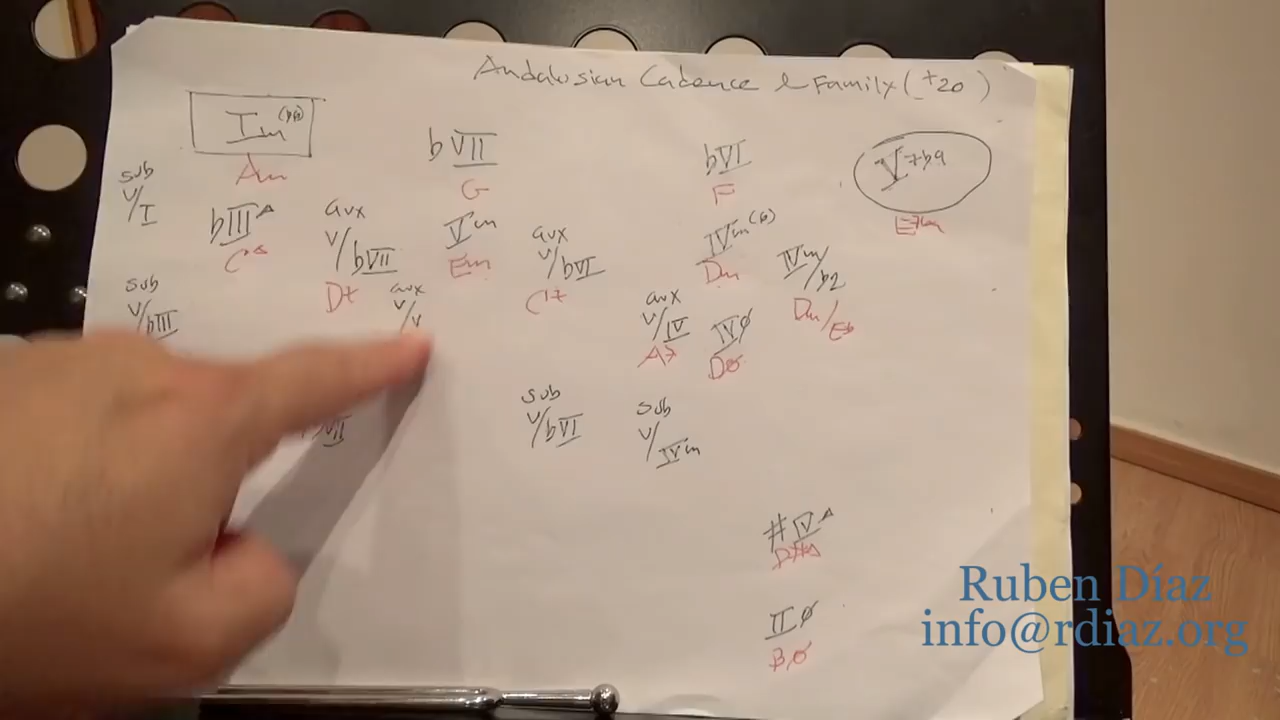 Andalusian Cadence & Family (+20)
Im(b6)
Am
bVII
G
bVI
F
V7b9
sub
V/I
bIIIΔ
aux
V/bVII
D7
Vm
Em
aux
V/bVI
C7
IVm(6)
Dm
IVm/b2
Dm/Eb
sub
V/bIII
aux
V/V
aux
V/IV
A7
IVø
Dø
bVII
sub
V/bVI
sub
V/IVm
#IVΔ
IIø
Bø
Ruben Díaz
info@rdiaz.org